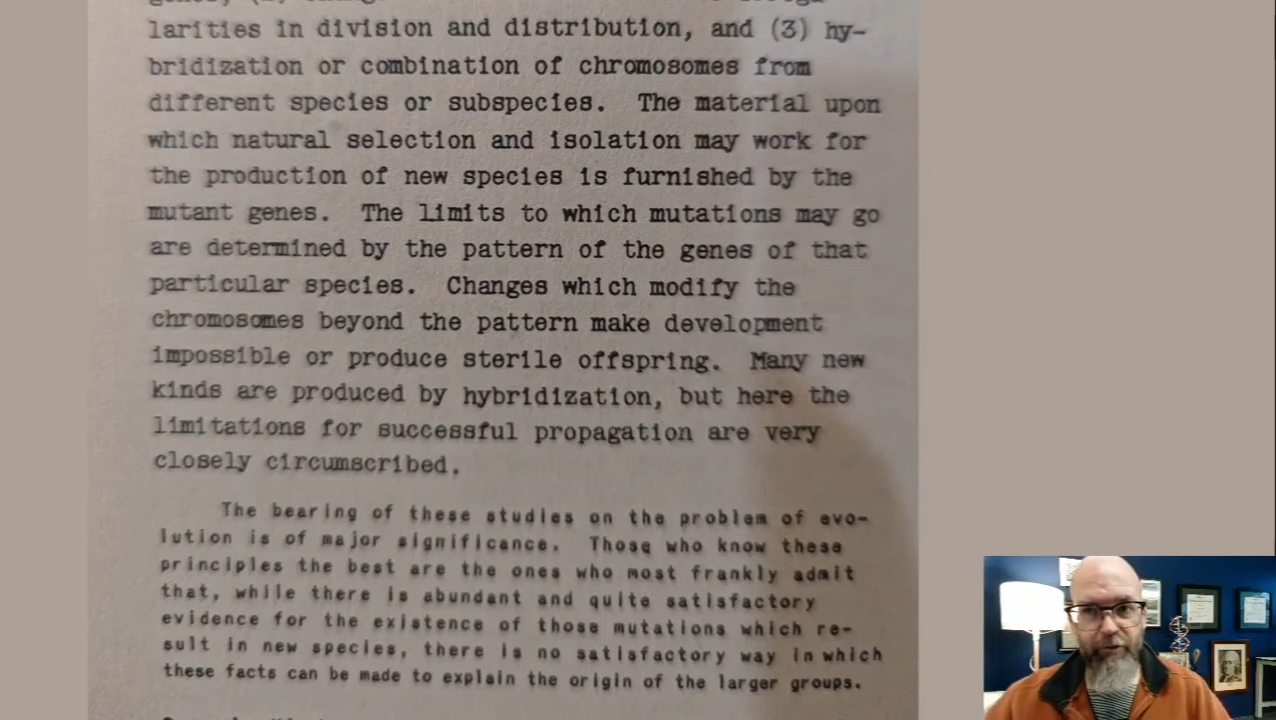 larities in division and distribution, and (3) hy-
bridization or combination of chromosomes from
different species or subspecies. The material upon
which natural selection and isolation may work for
the production of new species is furnished by the
mutant genes. The limits to which mutations may go
are determined by the pattern of the genes of that
particular species. Changes which modify the
chromosomes beyond the pattern make development
impossible or produce sterile offspring. Many new
kinds are produced by hybridization, but here the
limitations for successful propagation are very
closely circumscribed.
The bearing of these studies on the problem of evo-
lution is of major significance. Those who know these
principles the best are the ones who most frankly admit
that, while there is abundant and quite satisfactory
evidence for the existence of those mutations which re-
sult in new species, there is no satisfactory way in which
these facts can be made to explain the origin of the larger groups.